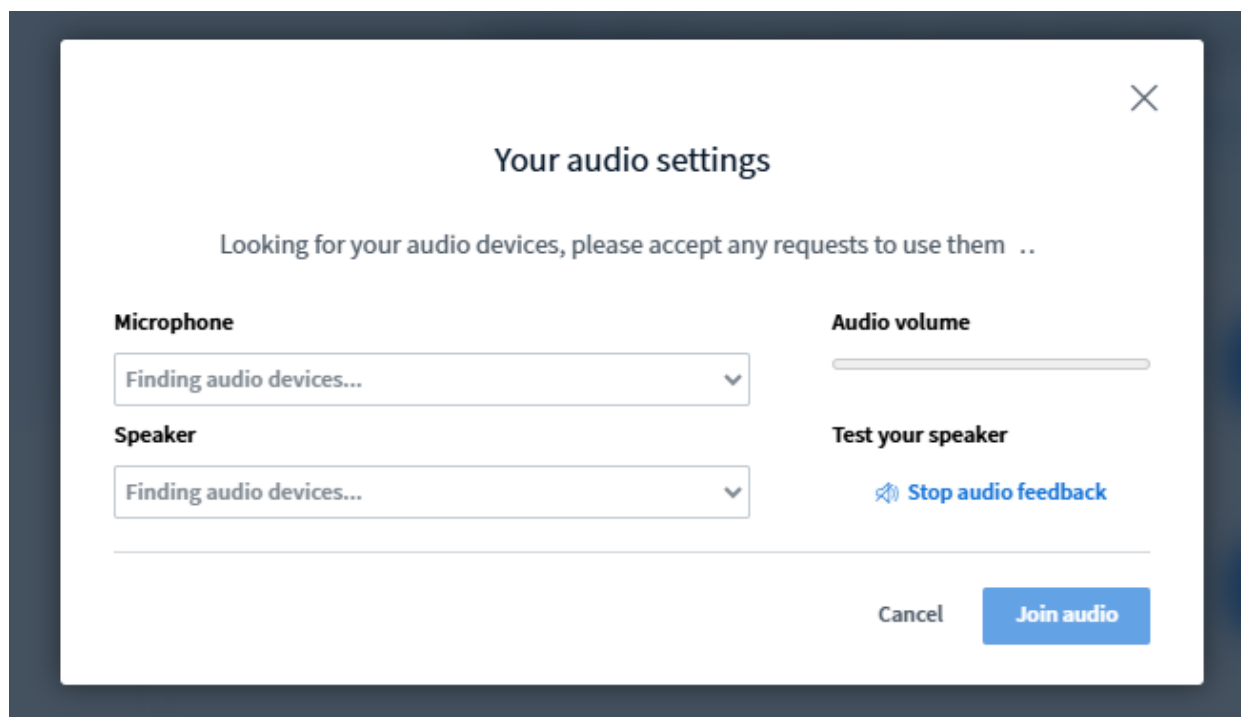 Your audio settings
Looking for your audio devices, please accept any requests to use them ..
Microphone
Audio volume
Finding audio devices...
Speaker
Test your speaker
Finding audio devices...
Stop audio feedback
Cancel
Join audio